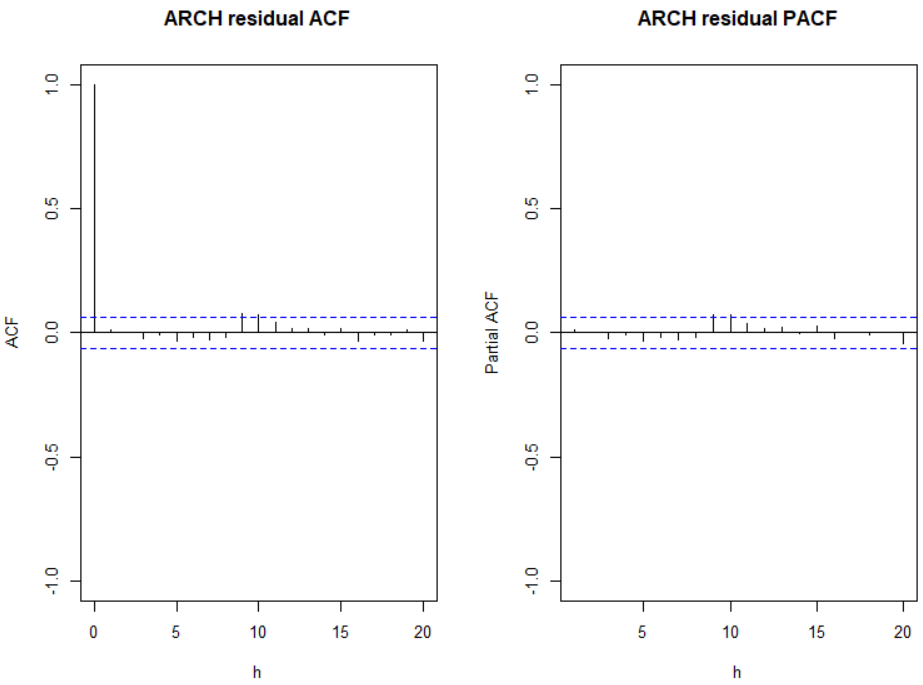 ARCH residual ACF
ACF
1.0
0.5
0.0
-0.5
-1.0
0 5 10 15 20
h
ARCH residual PACF
Partial ACF
1.0
0.5
0.0
-0.5
-1.0
5 10 15 20
h